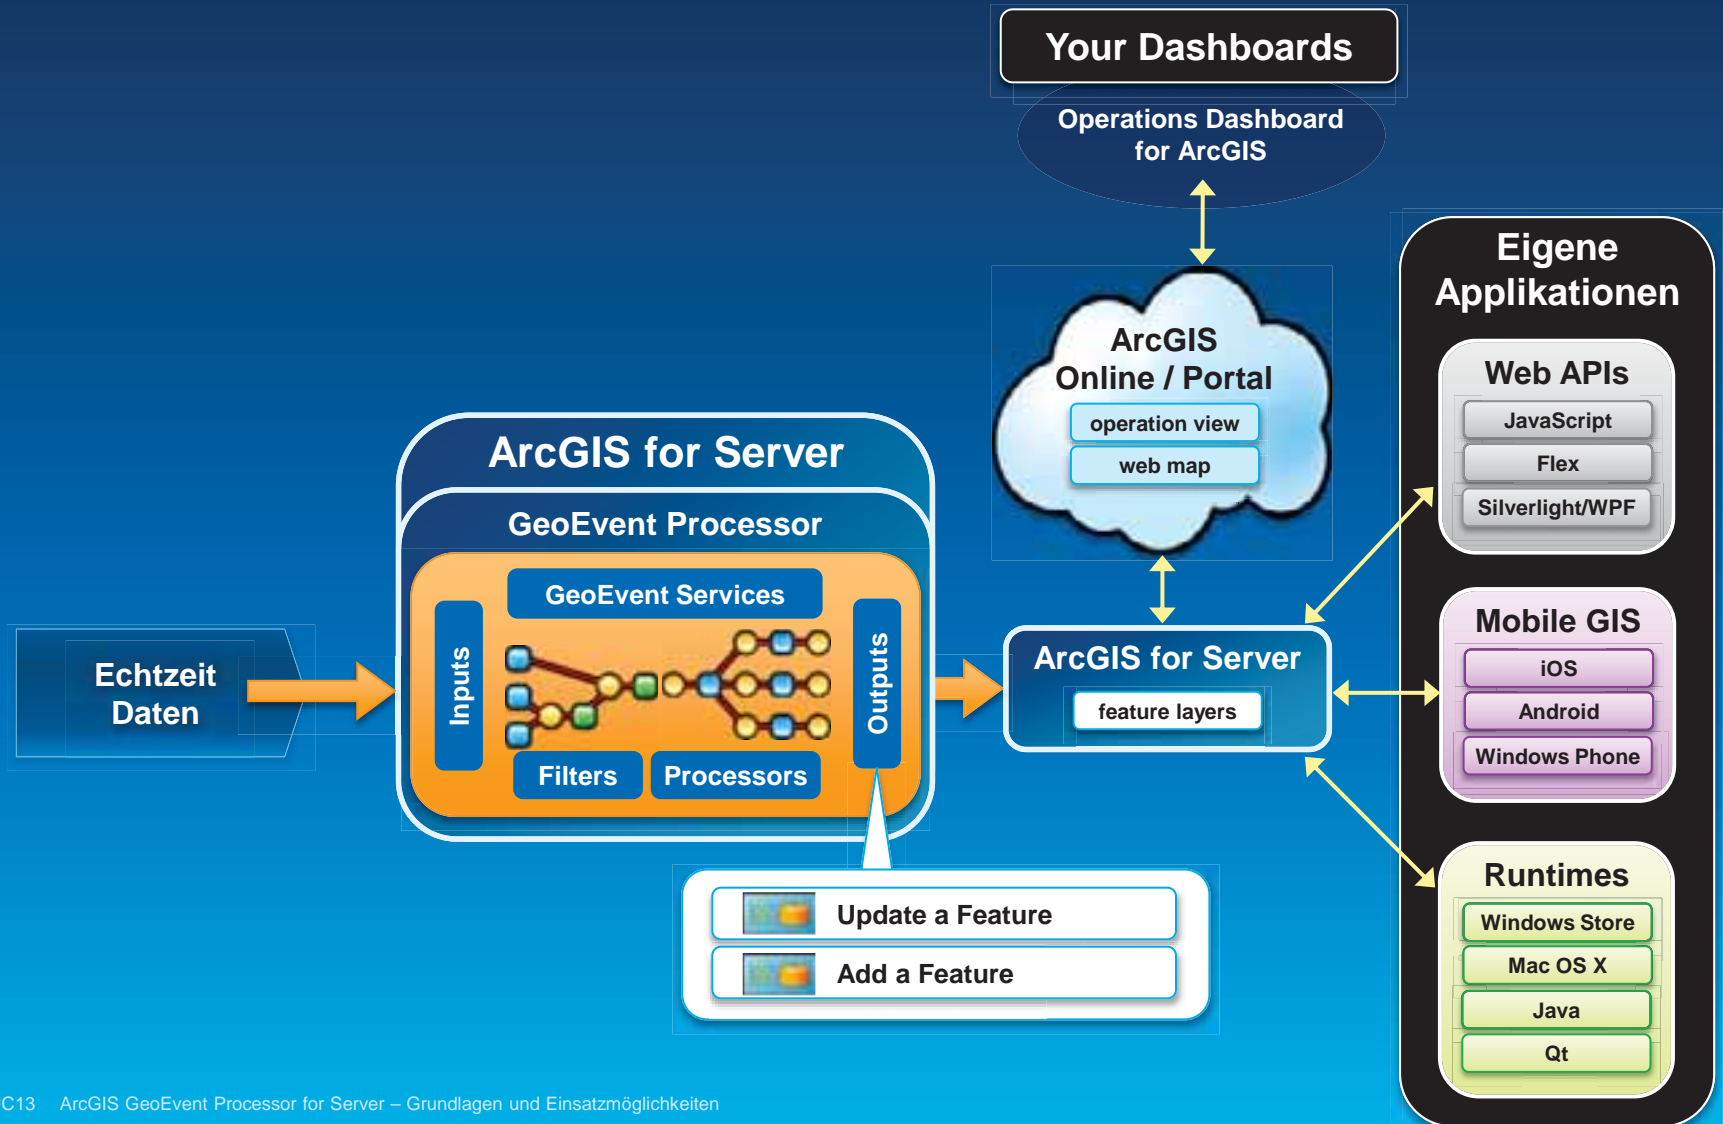 Your Dashboards
Operations Dashboard
for ArcGIS
ArcGIS
Online / Portal
operation view
web map
ArcGIS for Server
GeoEvent Processor
GeoEvent Services
Inputs
Outputs
Filters
Processors
Echtzeit
Daten
ArcGIS for Server
feature layers
Update a Feature
Add a Feature
Eigene
Applikationen
Web APIs
JavaScript
Flex
Silverlight/WPF
Mobile GIS
iOS
Android
Windows Phone
Runtimes
Windows Store
Mac OS X
Java
Qt
C13 ArcGIS GeoEvent Processor for Server – Grundlagen und Einsatzmöglichkeiten